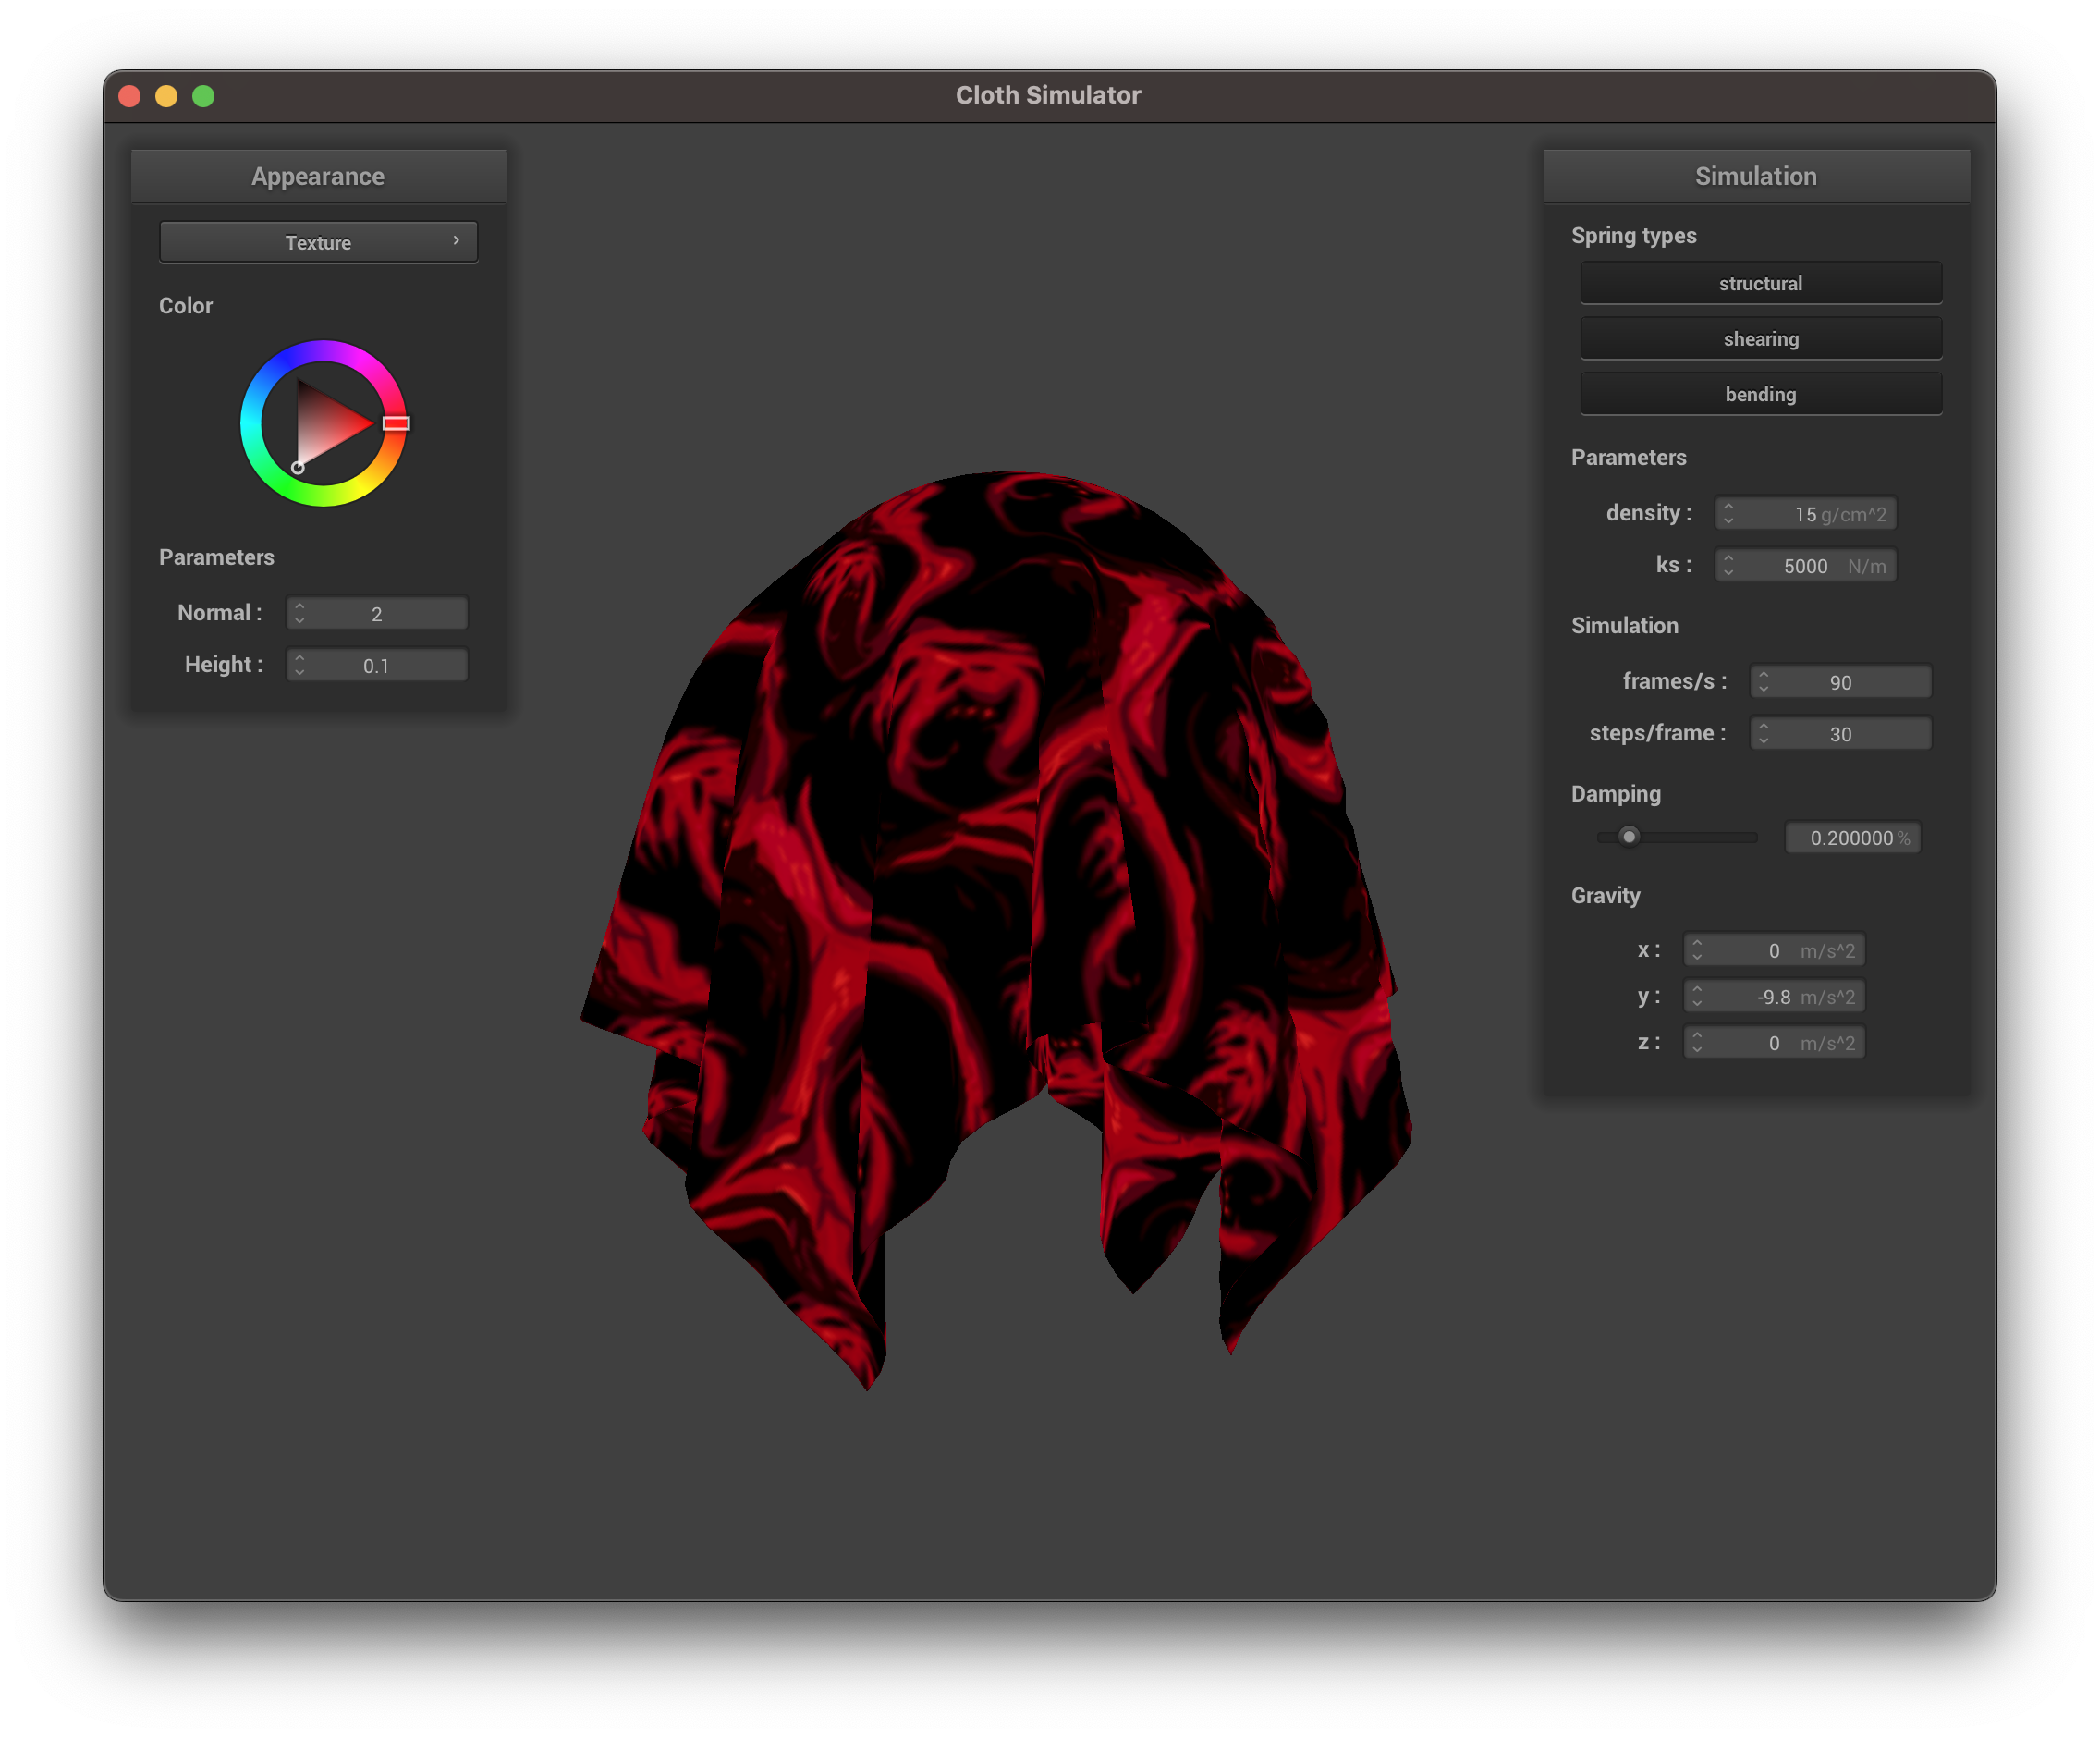 Cloth Simulator
Appearance
Texture
Color
Parameters
Normal : 2
Height : 0.1
Simulation
Spring types
structural
shearing
bending
Parameters
density : 15 g/cm^2
ks : 5000 N/m
Simulation
frames/s : 90
steps/frame : 30
Damping
0.200000 %
Gravity
x : 0 m/s^2
y : -9.8 m/s^2
z : 0 m/s^2